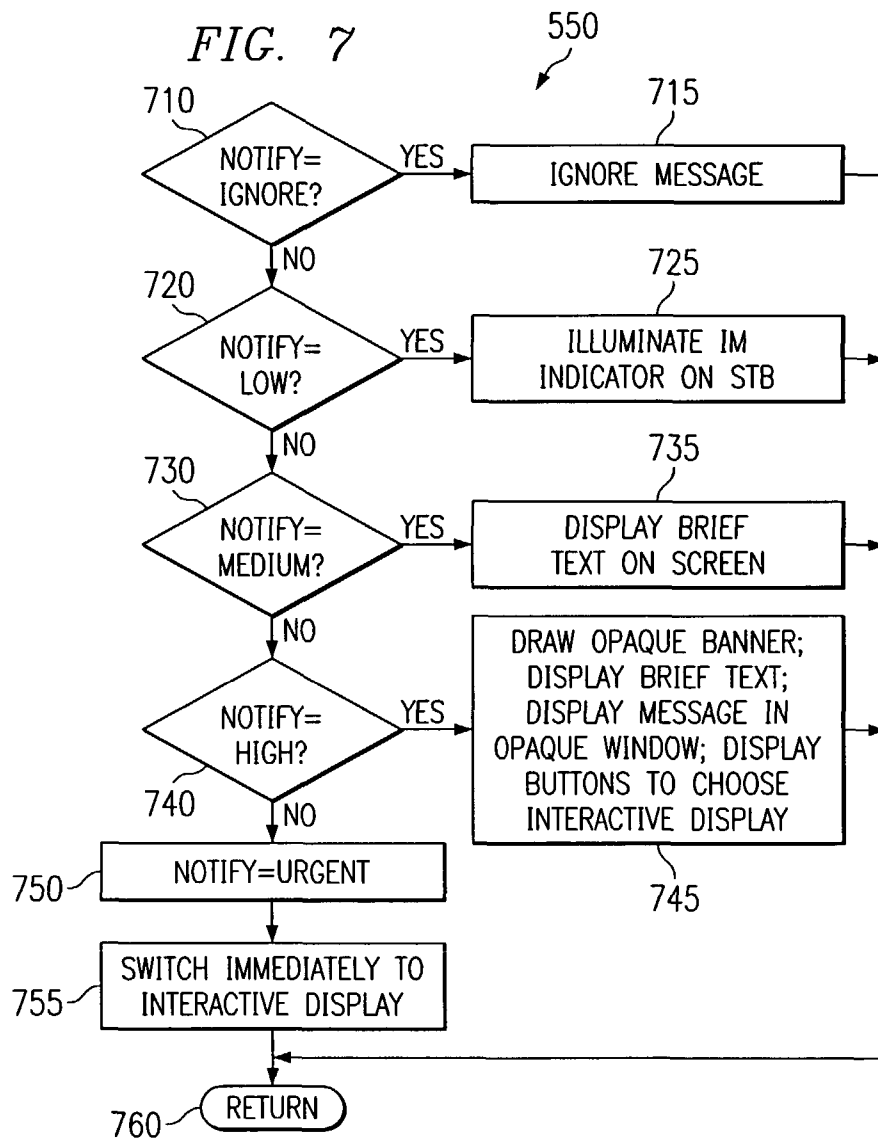 FIG. 7
550
710
NOTIFY=
IGNORE?
YES
715
IGNORE MESSAGE
NO
720
NOTIFY=
LOW?
YES
725
ILLUMINATE IM
INDICATOR ON STB
NO
730
NOTIFY=
MEDIUM?
YES
735
DISPLAY BRIEF
TEXT ON SCREEN
NO
740
NOTIFY=
HIGH?
YES
DRAW OPAQUE BANNER;
DISPLAY BRIEF TEXT;
DISPLAY MESSAGE IN
OPAQUE WINDOW; DISPLAY
BUTTONS TO CHOOSE
INTERACTIVE DISPLAY
745
NO
750
NOTIFY=URGENT
755
SWITCH IMMEDIATELY TO
INTERACTIVE DISPLAY
760
RETURN